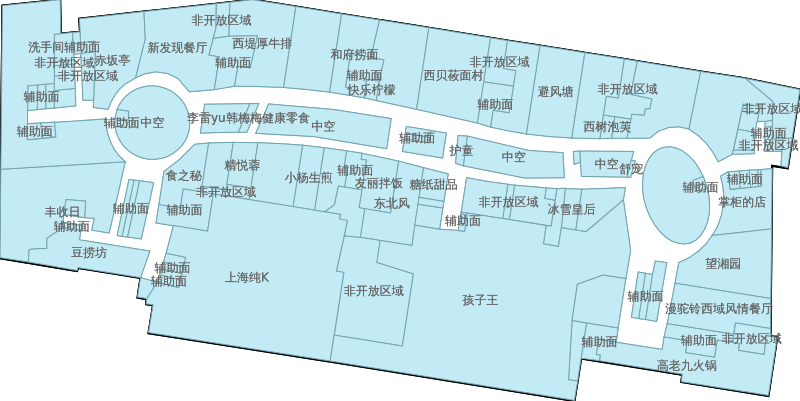 非开放区域
洗手间辅助面
新发现餐厅
西堤厚牛排
赤坂亭
非开放区域
辅助面
和府捞面
非开放区域
西贝莜面村
非开放区域
辅助面
快乐柠檬
避风塘
非开放区域
辅助面
辅助面
非开放区域
李雷yu韩梅梅健康零食
辅助面中空
中空
西树泡芙
辅助面
辅助面
辅助面
非开放区域
护童
中空
中空
舒宠
精悦蓉
食之秘
小杨生煎
辅助面
发丽拌饭
糖纸甜品
辅助面
辅助面
非开放区域
东北风
非开放区域
冰雪皇后
掌柜的店
丰收日
辅助面
辅助面
辅助面
辅助面
豆捞坊
辅助面
辅助面
上海纯K
非开放区域
孩子王
望湘园
辅助面
漫驼铃西域风情餐厅
辅助面
辅助面
非开放区域
高老九火锅